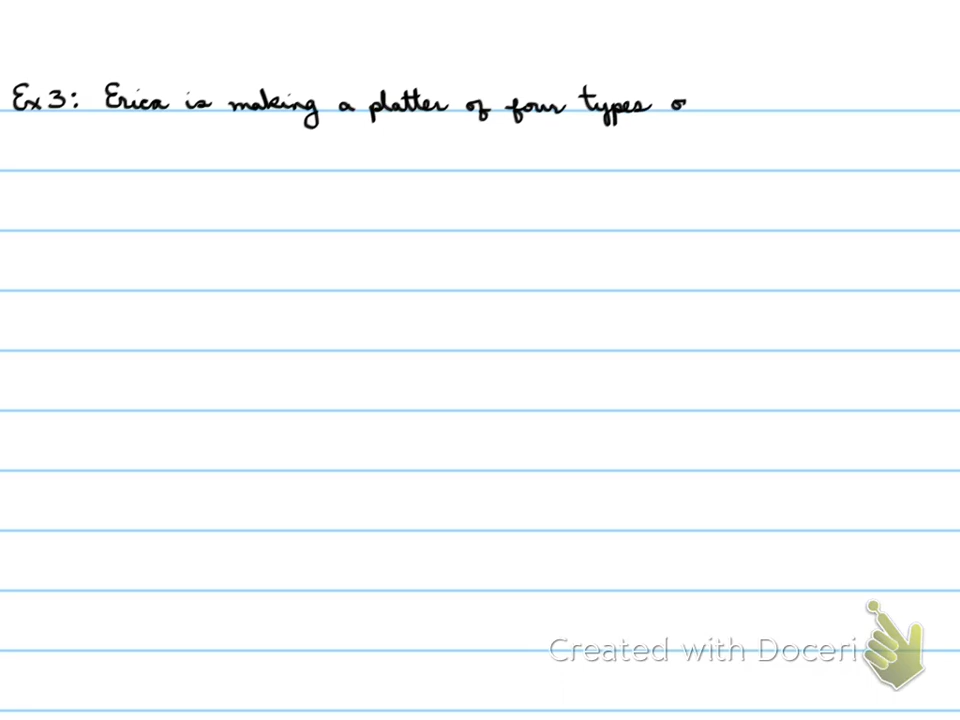 Ex 3: Erica is making a platter of four types o
Created with Doceri